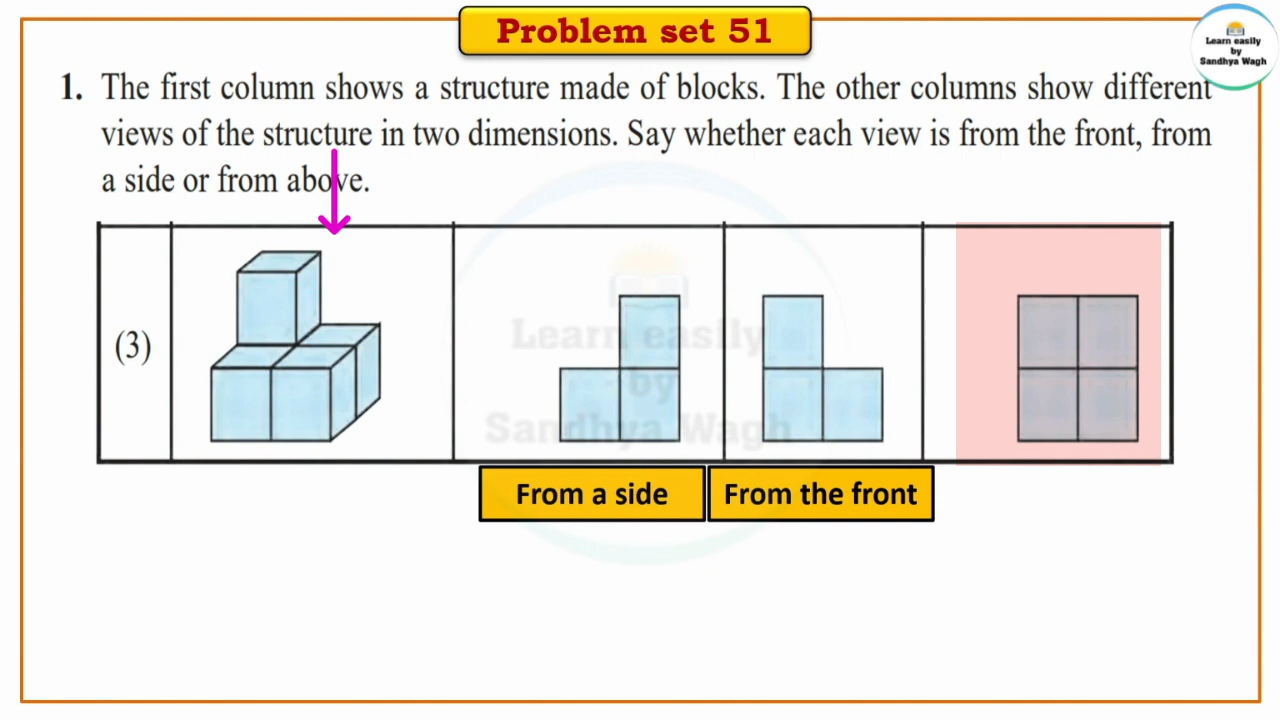 Problem set 51
Learn easily
by
Sandhya Wagh
1. The first column shows a structure made of blocks. The other columns show different
views of the structure in two dimensions. Say whether each view is from the front, from
a side or from above.
(3)
Learn easily
by
Sandhya Wagh
From a side
From the front